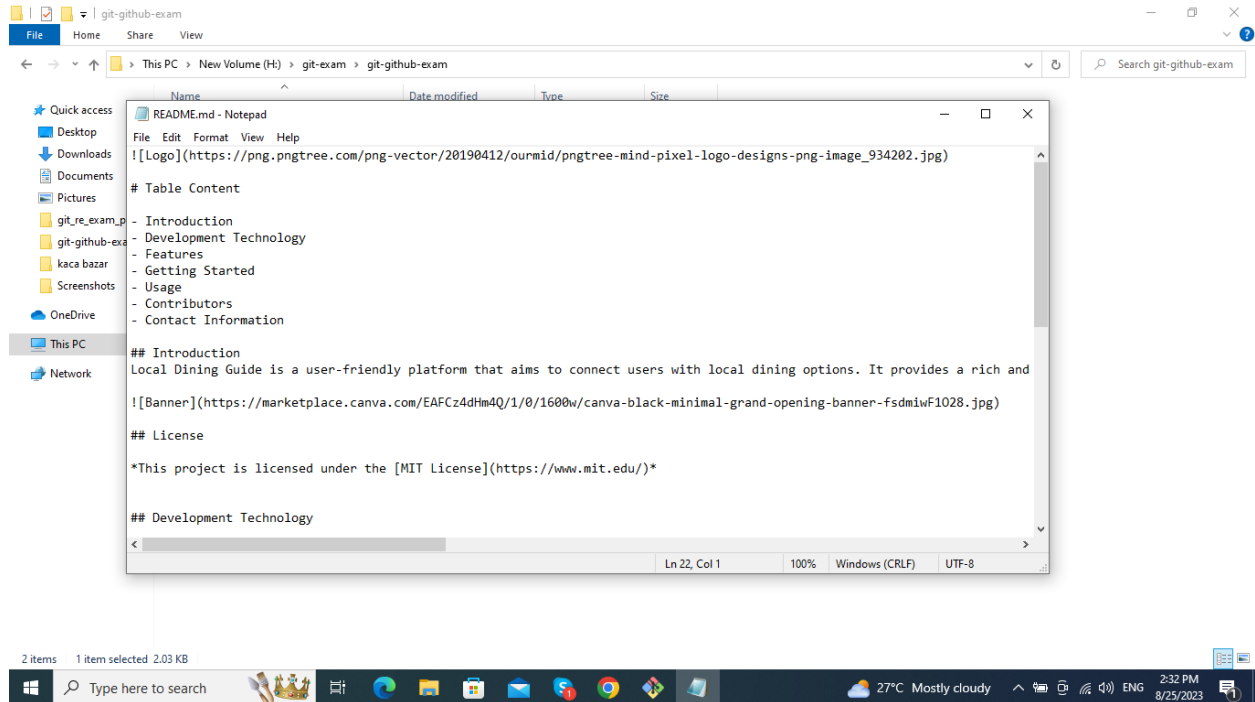 git-github-exam
File Home Share View
This PC > New Volume (H:) > git-exam > git-github-exam
Search git-github-exam
Name Date modified Type Size
Quick access
Desktop
Downloads
Documents
Pictures
git_re_exam_p
git-github-exa
kaca bazar
Screenshots
OneDrive
This PC
Network
README.md - Notepad
File Edit Format View Help
![Logo](https://png.pngtree.com/png-vector/20190412/ourmid/pngtree-mind-pixel-logo-designs-png-image_934202.jpg)
# Table Content
- Introduction
- Development Technology
- Features
- Getting Started
- Usage
- Contributors
- Contact Information
## Introduction
Local Dining Guide is a user-friendly platform that aims to connect users with local dining options. It provides a rich and
![Banner](https://marketplace.canva.com/EAFCz4dHm4Q/1/0/1600w/canva-black-minimal-grand-opening-banner-fsdmiwF1O28.jpg)
## License
*This project is licensed under the [MIT License](https://www.mit.edu/)*
## Development Technology
Ln 22, Col 1 100% Windows (CRLF) UTF-8
2 items 1 item selected 2.03 KB
Type here to search
27°C Mostly cloudy
ENG
2:32 PM
8/25/2023